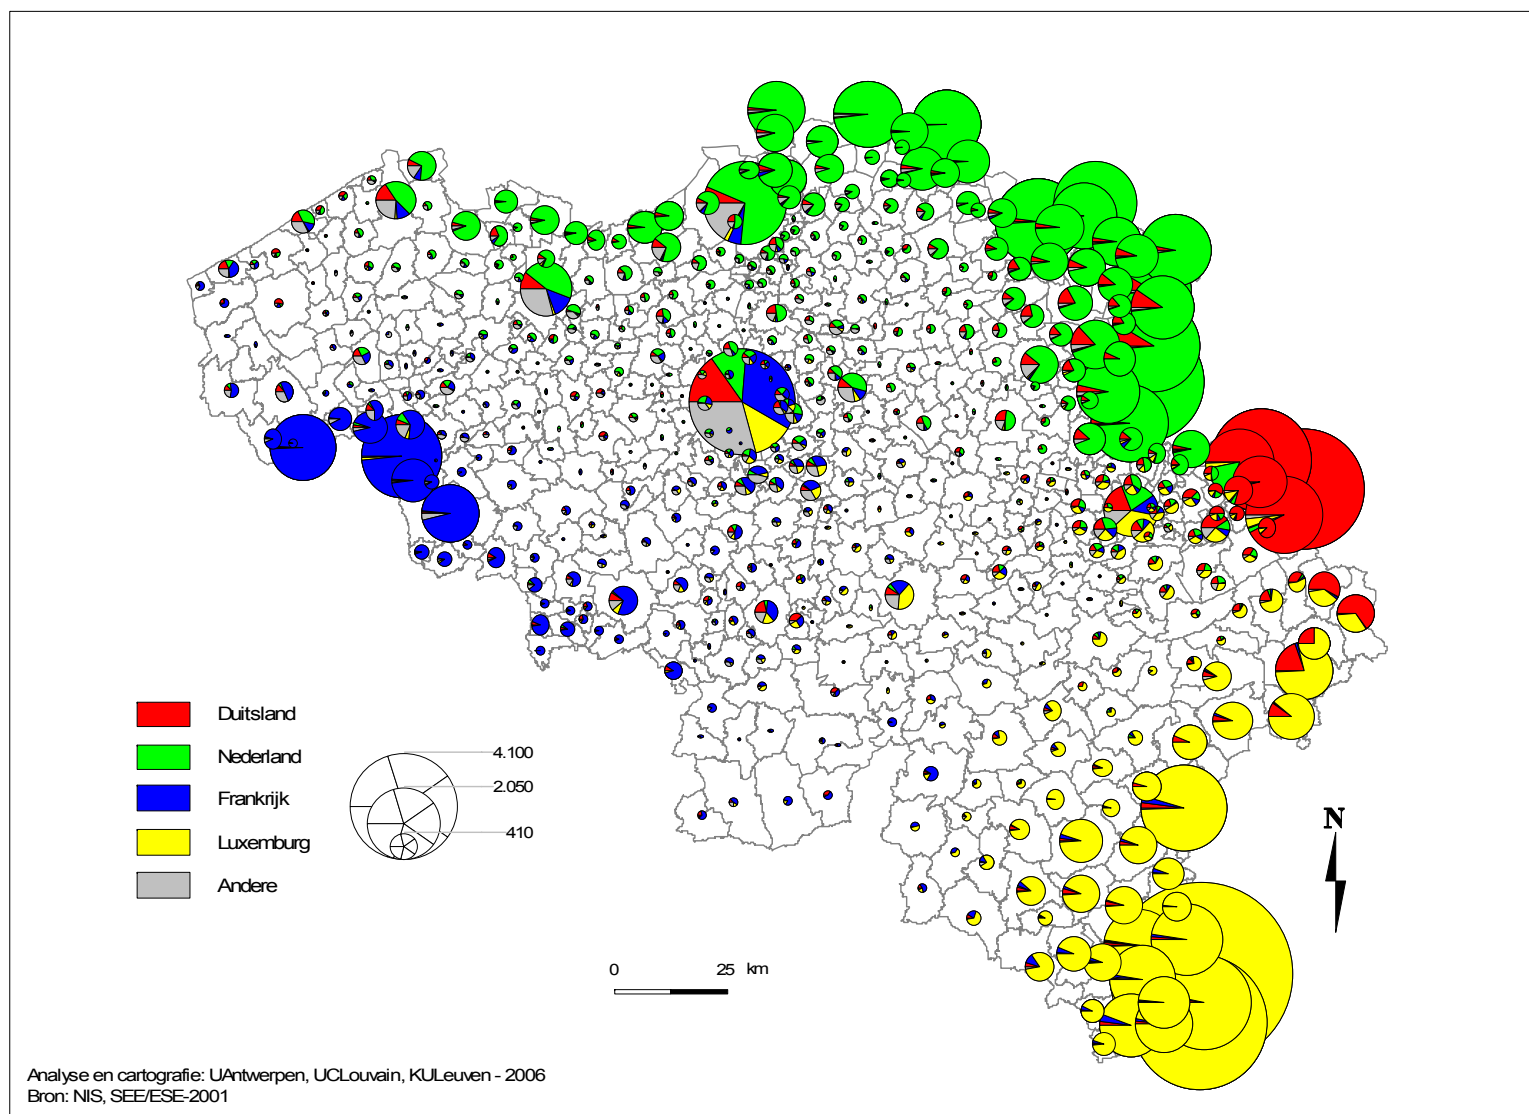 Duitsland
Nederland
Frankrijk
Luxemburg
Andere
4.100
2.050
410
N
0 25 km
Analyse en cartografie: UAntwerpen, UCLouvain, KULeuven - 2006
Bron: NIS, SEE/ESE-2001